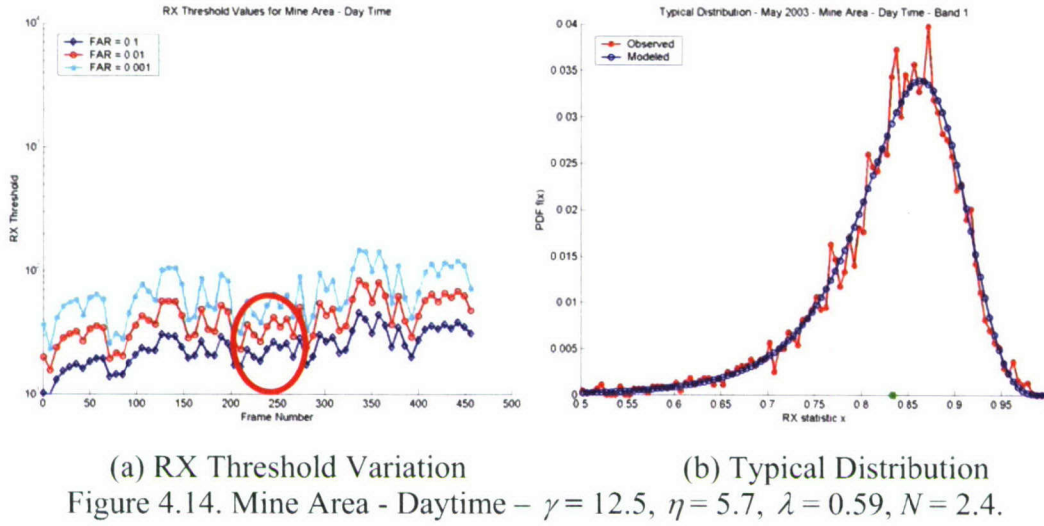 RX Threshold Values for Mine Area - Day Time
FAR = 0 1
FAR = 0 01
FAR = 0 001
RX Threshold
10
0 50 100 150 200 250 300 350 400 450 500
Frame Number
Typical Distribution - May 2003 - Mine Area - Day Time - Band 1
Observed
Modeled
PDF f(x)
0 04
0 035
0 03
0 025
0 02
0 015
0 01
0 005
0
0 5 0 55 0 6 0 65 0 7 0 75 0 8 0 85 0 9 0 95
RX statistic x
(a) RX Threshold Variation
(b) Typical Distribution
Figure 4.14. Mine Area - Daytime – γ = 12.5, η = 5.7, λ = 0.59, N = 2.4.